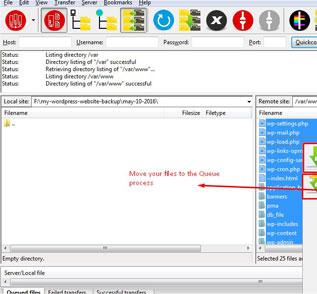 File Edit View Transfer Server Bookmarks Help
Host: Username: Password: Port: Quickco
Status: Listing directory /var
Status: Directory listing of "/var" successful
Status: Retrieving directory listing of "/var/www"...
Status: Listing directory /var/www
Status: Directory listing of "/var/www" successful
Local site: F:\my-wordpress-website-backup\may-10-2016\ Remote site: /var/ww
Filename Filesize Filetype Filename
..
wp-settings.php
wp-mail.php
wp-load.php
wp-links-opm
wp-config-sa
wp-cron.php
--index.html
Move your files to the Queue
process
application_f
banners
pma
db_file
wp-includes
wp-content
wp-admin
Empty directory. Selected 25 files a
Server/Local file
Queued files Failed transfers Successful transfers